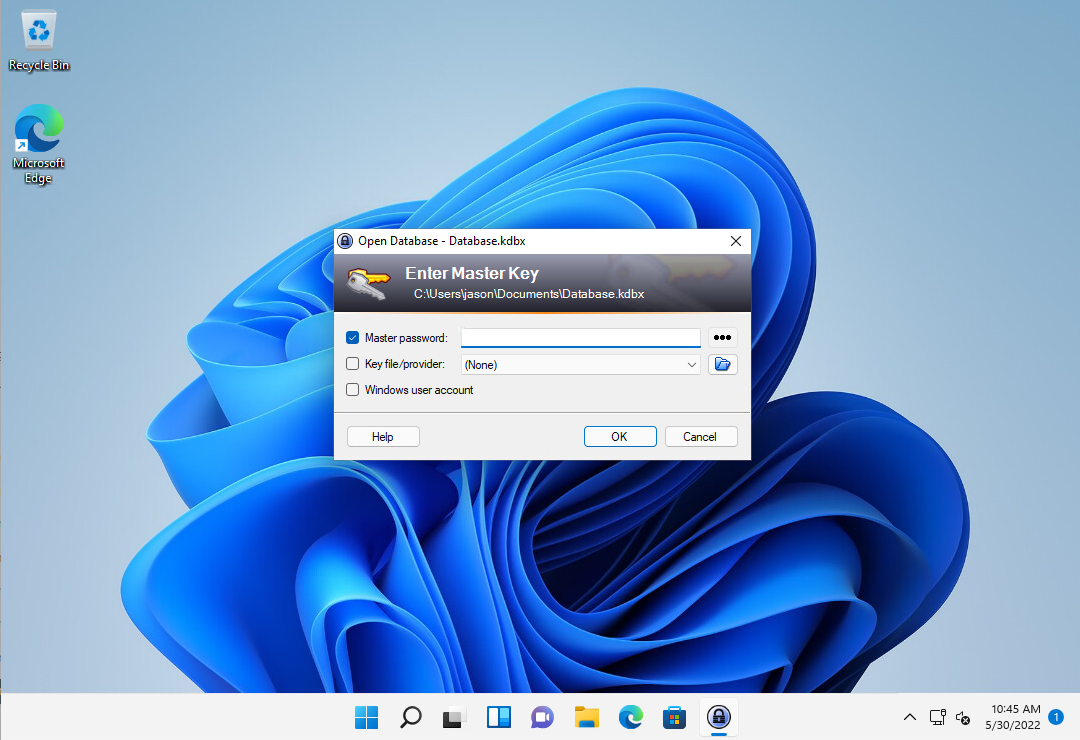 Recycle Bin
Microsoft
Edge
Open Database - Database.kdbx
Enter Master Key
C:\Users\jason\Documents\Database.kdbx
Master password:
Key file/provider:
(None)
Windows user account
Help
OK
Cancel
10:45 AM
5/30/2022
1